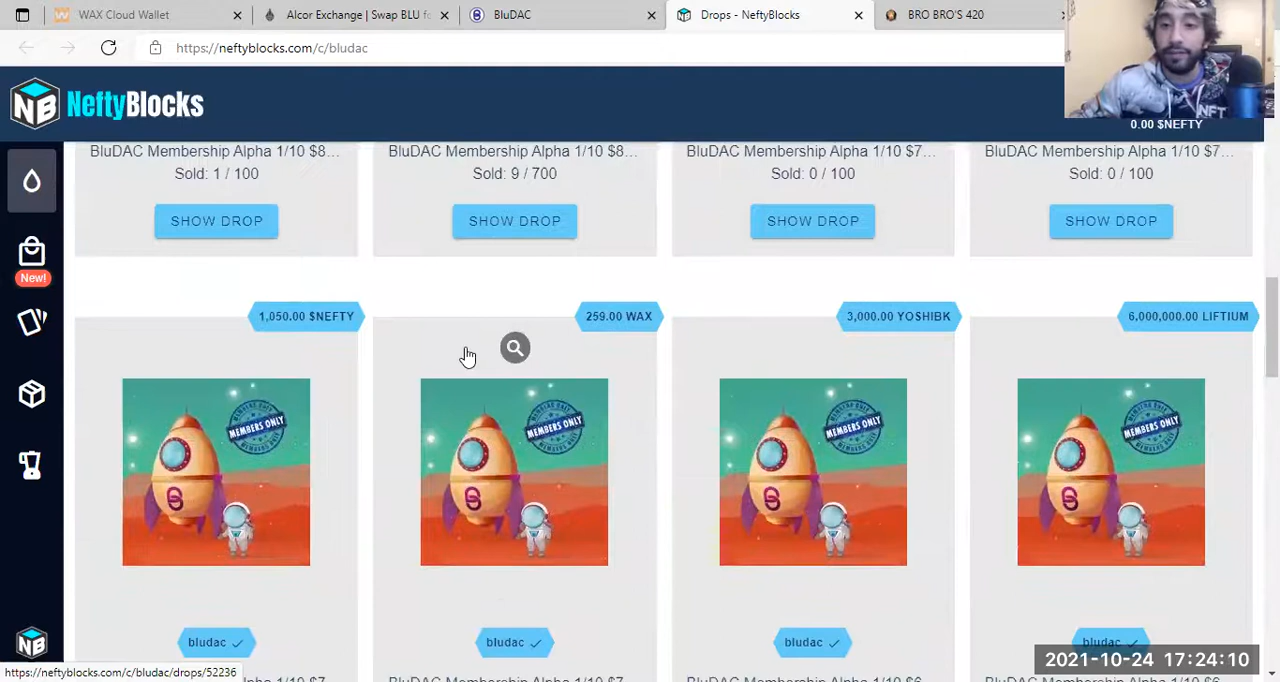 WAX Cloud Wallet
Alcor Exchange | Swap BLU fo
BluDAC
Drops - NeftyBlocks
BRO BRO'S 420
https://neftyblocks.com/c/bludac
NB NeftyBlocks
NFT
0.00 $NEFTY
BluDAC Membership Alpha 1/10 $8...
BluDAC Membership Alpha 1/10 $8...
BluDAC Membership Alpha 1/10 $7...
BluDAC Membership Alpha 1/10 $7...
Sold: 1 / 100
Sold: 9 / 700
Sold: 0 / 100
Sold: 0 / 100
SHOW DROP
SHOW DROP
SHOW DROP
SHOW DROP
New!
1,050.00 $NEFTY
259.00 WAX
3,000.00 YOSHIBK
6,000,000.00 LIFTIUM
MEMBERS ONLY
MEMBERS ONLY
MEMBERS ONLY
MEMBERS ONLY
bludac
bludac
bludac
bludac
NB
2021-10-24 17:24:10
https://neftyblocks.com/c/bludac/drops/52236